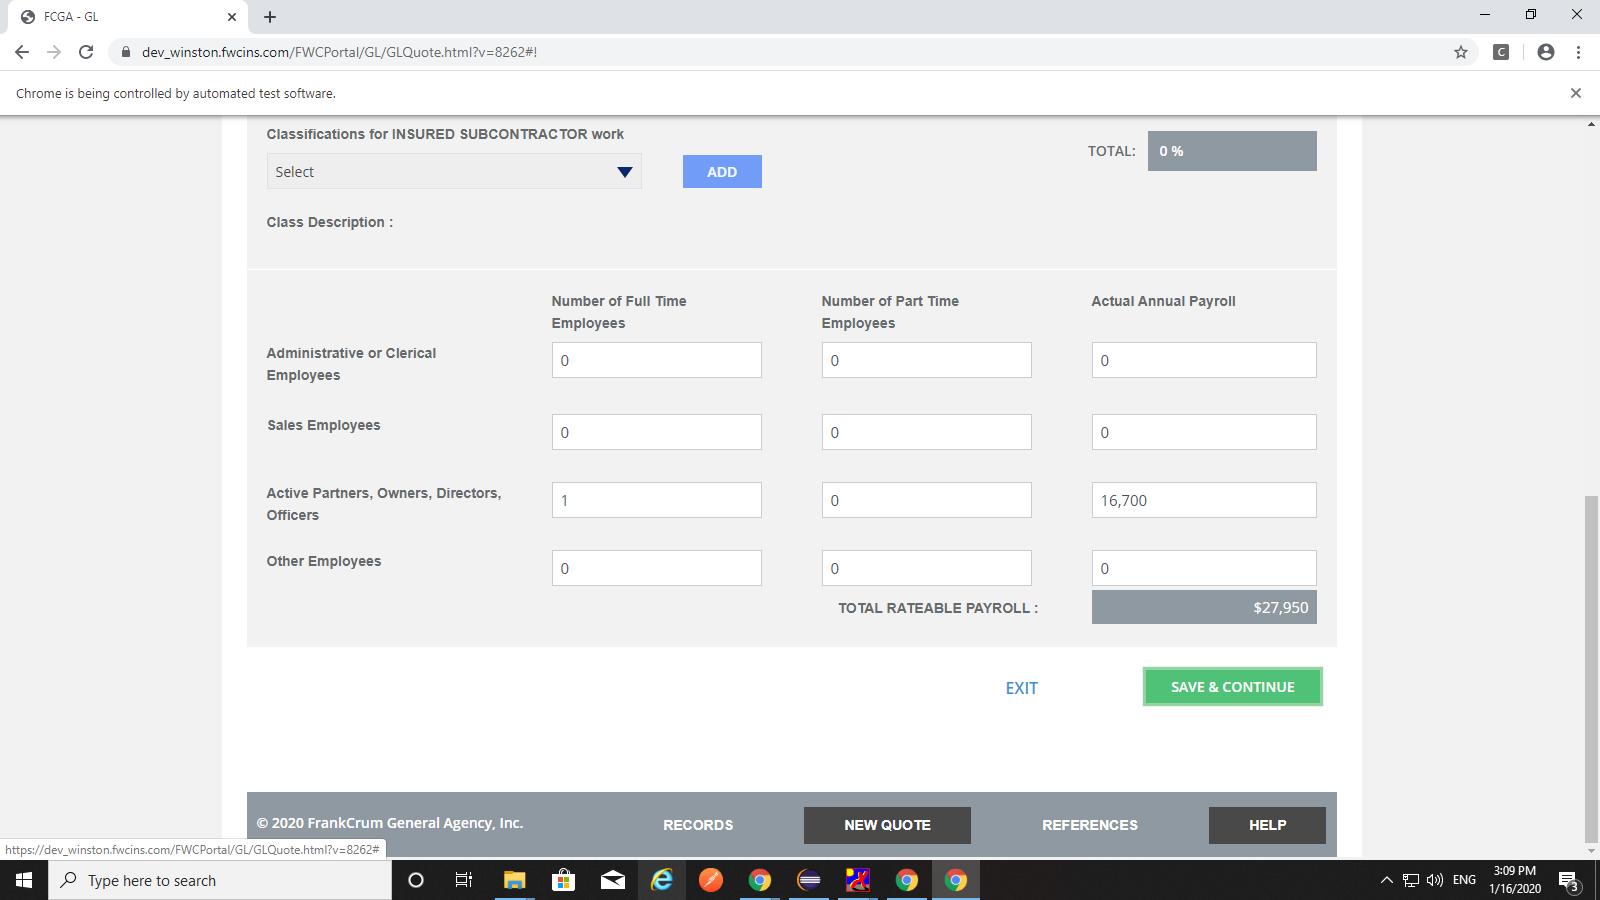 FCGA - GL
dev_winston.fwcins.com/FWCPortal/GL/GLQuote.html?v=8262#!
C
Chrome is being controlled by automated test software.
Classifications for INSURED SUBCONTRACTOR work
Select
ADD
TOTAL:
0 %
Class Description :
Number of Full Time
Employees
Number of Part Time
Employees
Actual Annual Payroll
Administrative or Clerical
Employees
0
0
0
Sales Employees
0
0
0
Active Partners, Owners, Directors,
Officers
1
0
16,700
Other Employees
0
0
0
TOTAL RATEABLE PAYROLL :
$27,950
EXIT
SAVE & CONTINUE
© 2020 FrankCrum General Agency, Inc.
RECORDS
NEW QUOTE
REFERENCES
HELP
https://dev_winston.fwcins.com/FWCPortal/GL/GLQuote.html?v=8262#
Type here to search
ENG
3:09 PM
1/16/2020
3